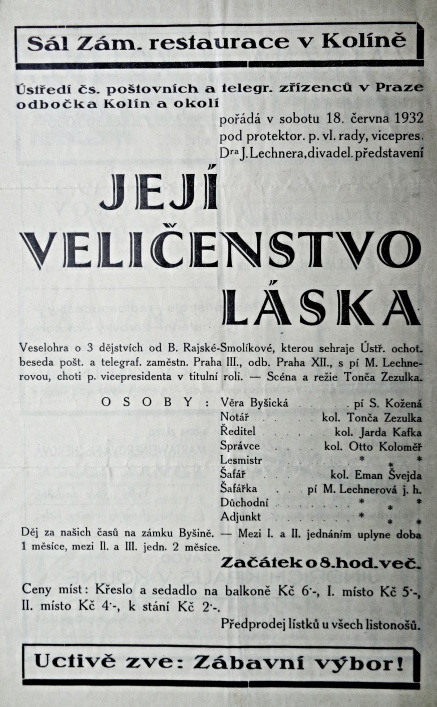 Sál Zám. restaurace v Kolíně
Ústředí čs. poštovních a telegr. zřízenců v Praze
odbočka Kolín a okolí
pořádá v sobotu 18. června 1932
pod protektor. p. vl. rady, vicepres.
Dra J. Lechnera, divadel. představení
JEJÍ
VELIČENSTVO
LÁSKA
Veselohra o 3 dějstvích od B. Rajské-Smolíkové, kterou sehraje Ústř. ochot.
beseda pošt. a telegraf. zaměstn. Praha III., odb. Praha XII., s pí M. Lechne-
rovou, choti p. vicepresidenta v titulní roli. — Scéna a režie Tonča Zezulka.
OSOBY:
Věra Byšická . . . . . pí S. Kožená
Notář . . . . . kol. Tonča Zezulka
Ředitel . . . . . kol. Jarda Kafka
Správce . . . . . kol. Otto Koloměř
Lesmistr . . . . . * * *
Šafář . . . . . kol. Eman Švejda
Šafářka . . . pí M. Lechnerová j. h.
Důchodní . . . . . * * *
Adjunkt . . . . . * * *
Děj za našich časů na zámku Byšině. — Mezi I. a II. jednáním uplyne doba
1 měsíce, mezi II. a III. jedn. 2 měsíce.
Začátek o 8. hod. več.
Ceny míst: Křeslo a sedadlo na balkoně Kč 6·-, I. místo Kč 5·-,
II. místo Kč 4·-, k stání Kč 2·-.
Předprodej lístků u všech listonošů.
Uctivě zve: Zábavní výbor!